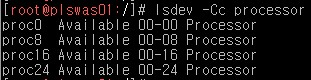 [root@plswas01:/]# lsdev -Cc processor
proc0  Available 00-00 Processor
proc8  Available 00-08 Processor
proc16 Available 00-16 Processor
proc24 Available 00-24 Processor